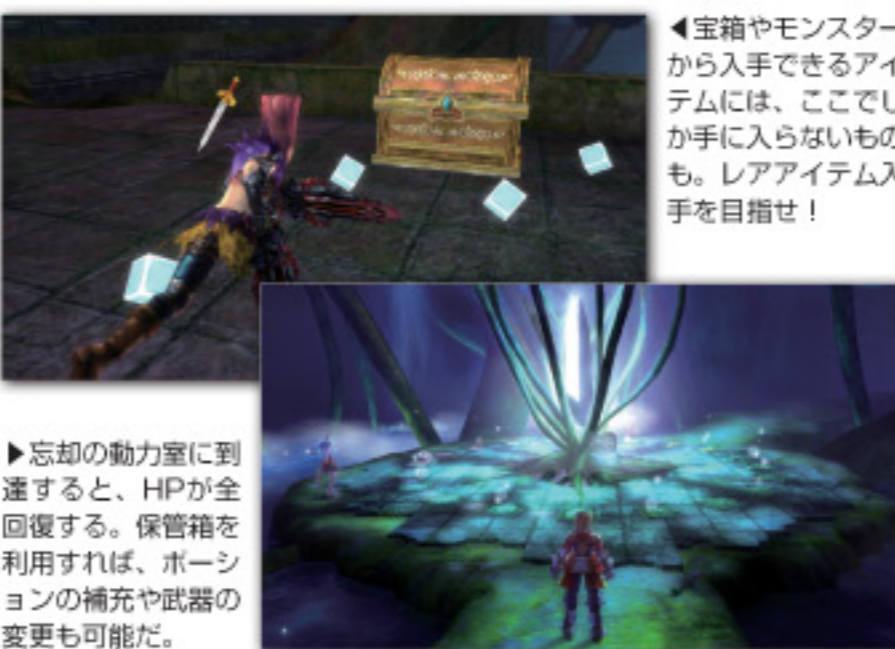 ◀宝箱やモンスター
から入手できるアイ
テムには、ここでし
か手に入らないもの
も。レアアイテム入
手を目指せ！
▶忘却の動力室に到
達すると、HPが全
回復する。保管箱を
利用すれば、ポーシ
ョンの補充や武器の
変更も可能だ。